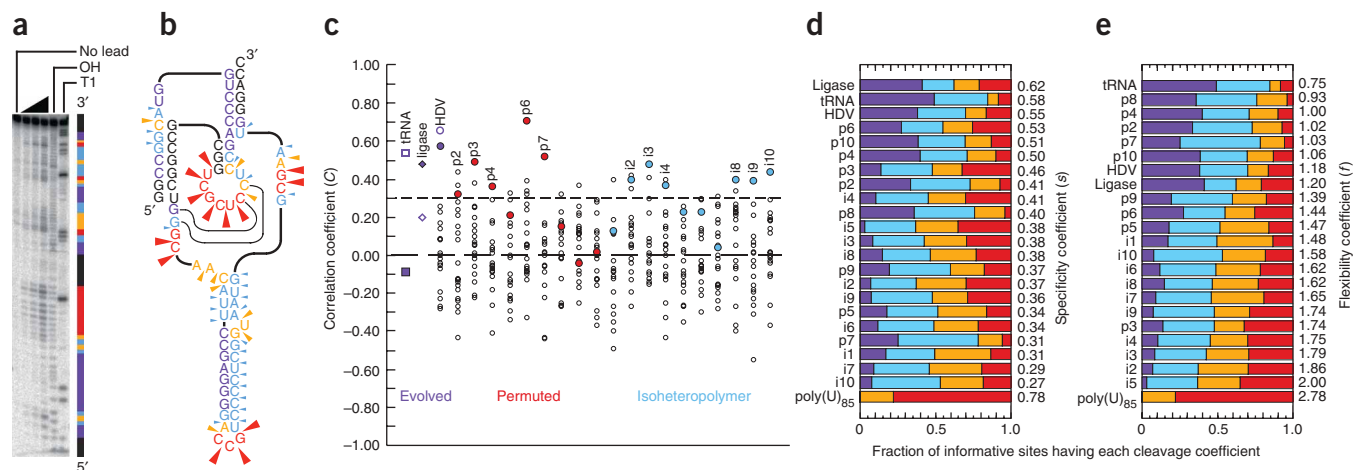 a
No lead
OH
T1
3′
5′
b
3′
5′
c
Correlation coefficient (C)
1.00
0.80
0.60
0.40
0.20
0.00
−0.20
−0.40
−0.60
−0.80
−1.00
tRNA
ligase
HDV
p2
p3
p4
p6
p7
i2
i3
i4
i8
i9
i10
Evolved
Permuted
Isoheteropolymer
d
Ligase 0.62
tRNA 0.58
HDV 0.55
p6 0.53
p10 0.51
p4 0.50
p3 0.46
p2 0.41
i4 0.41
p8 0.40
i5 0.38
i3 0.38
i8 0.38
p9 0.37
i2 0.37
i9 0.36
p5 0.34
i6 0.34
p7 0.31
i1 0.31
i7 0.29
i10 0.27
poly(U)85 0.78
0 0.5 1.0
Specificity coefficient (s)
e
tRNA 0.75
p8 0.93
p4 1.00
p2 1.02
p7 1.03
p10 1.06
HDV 1.18
Ligase 1.20
p9 1.39
p6 1.44
p5 1.47
i1 1.48
i10 1.58
i6 1.62
i8 1.62
i7 1.65
i9 1.74
p3 1.74
i4 1.75
i3 1.79
i2 1.86
i5 2.00
poly(U)85 2.78
0 0.5 1.0
Flexibility coefficient (f)
Fraction of informative sites having each cleavage coefficient